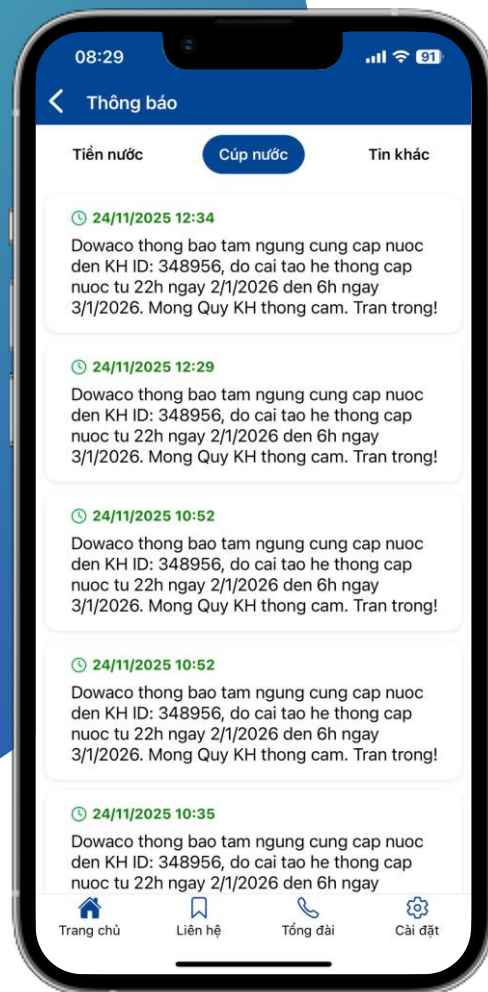 08:29
91
Thông báo
Tiền nước
Cúp nước
Tin khác
24/11/2025 12:34
Dowaco thong bao tam ngung cung cap nuoc
den KH ID: 348956, do cai tao he thong cap
nuoc tu 22h ngay 2/1/2026 den 6h ngay
3/1/2026. Mong Quy KH thong cam. Tran trong!
24/11/2025 12:29
Dowaco thong bao tam ngung cung cap nuoc
den KH ID: 348956, do cai tao he thong cap
nuoc tu 22h ngay 2/1/2026 den 6h ngay
3/1/2026. Mong Quy KH thong cam. Tran trong!
24/11/2025 10:52
Dowaco thong bao tam ngung cung cap nuoc
den KH ID: 348956, do cai tao he thong cap
nuoc tu 22h ngay 2/1/2026 den 6h ngay
3/1/2026. Mong Quy KH thong cam. Tran trong!
24/11/2025 10:52
Dowaco thong bao tam ngung cung cap nuoc
den KH ID: 348956, do cai tao he thong cap
nuoc tu 22h ngay 2/1/2026 den 6h ngay
3/1/2026. Mong Quy KH thong cam. Tran trong!
24/11/2025 10:35
Dowaco thong bao tam ngung cung cap nuoc
den KH ID: 348956, do cai tao he thong cap
nuoc tu 22h ngay 2/1/2026 den 6h ngay
Trang chủ
Liên hệ
Tổng đài
Cài đặt